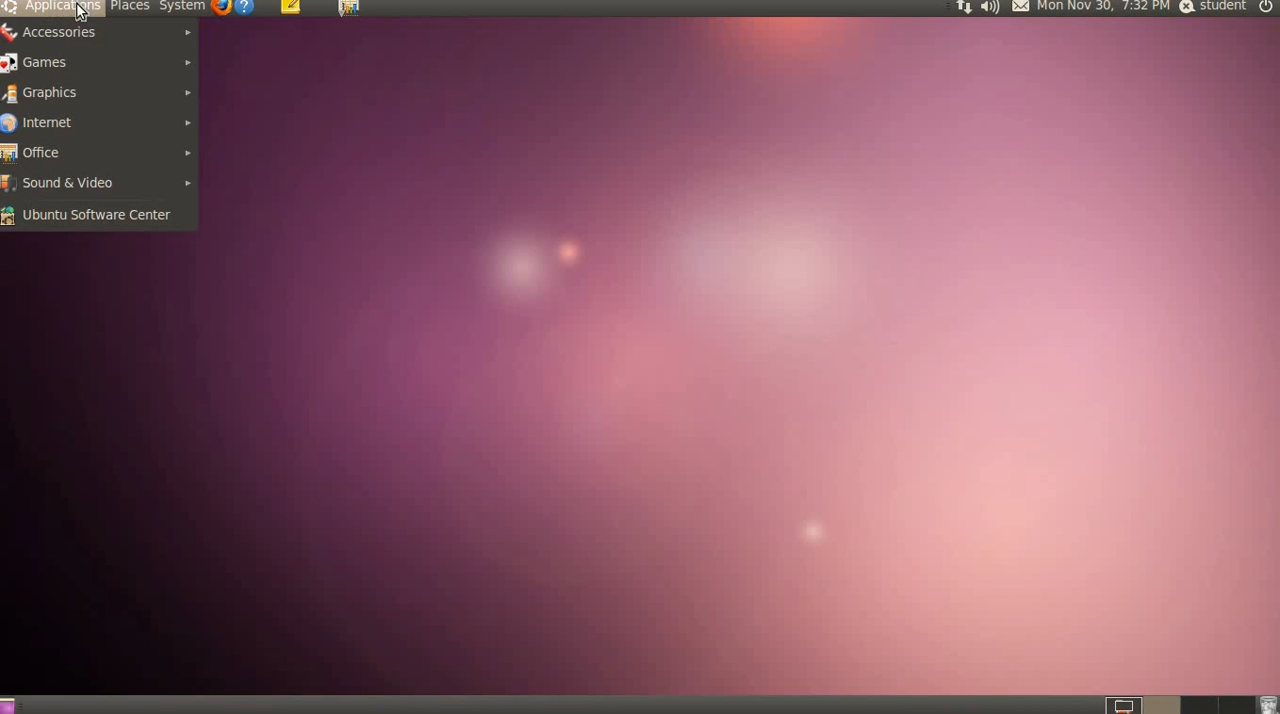 Applications Places System Mon Nov 30, 7:32 PM student
Accessories
Games
Graphics
Internet
Office
Sound & Video
Ubuntu Software Center